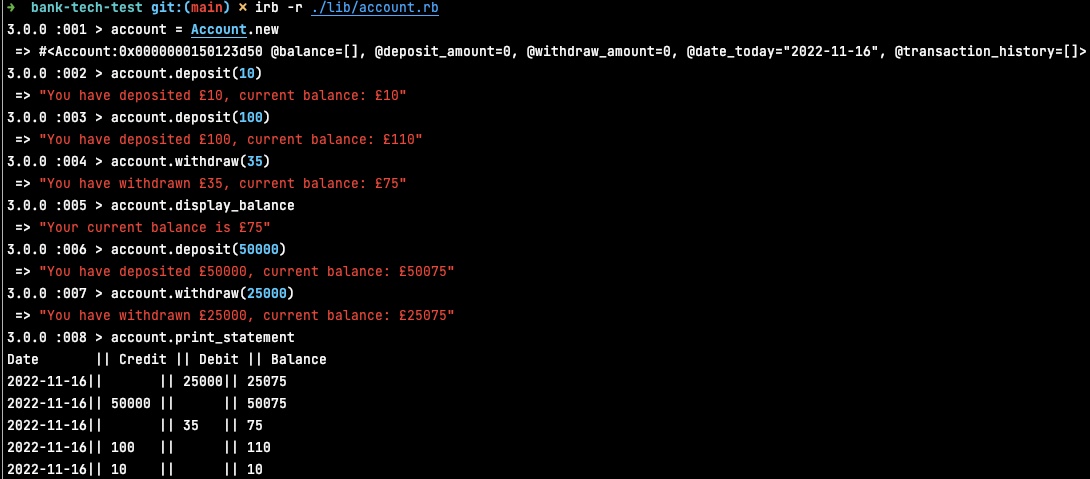 ➜  bank-tech-test git:(main) ✗ irb -r ./lib/account.rb
3.0.0 :001 > account = Account.new
 => #<Account:0x0000000150123d50 @balance=[], @deposit_amount=0, @withdraw_amount=0, @date_today="2022-11-16", @transaction_history=[]>
3.0.0 :002 > account.deposit(10)
 => "You have deposited £10, current balance: £10"
3.0.0 :003 > account.deposit(100)
 => "You have deposited £100, current balance: £110"
3.0.0 :004 > account.withdraw(35)
 => "You have withdrawn £35, current balance: £75"
3.0.0 :005 > account.display_balance
 => "Your current balance is £75"
3.0.0 :006 > account.deposit(50000)
 => "You have deposited £50000, current balance: £50075"
3.0.0 :007 > account.withdraw(25000)
 => "You have withdrawn £25000, current balance: £25075"
3.0.0 :008 > account.print_statement
Date       || Credit || Debit || Balance
2022-11-16||       || 25000|| 25075
2022-11-16|| 50000 ||      || 50075
2022-11-16||       || 35   || 75
2022-11-16|| 100   ||      || 110
2022-11-16|| 10    ||      || 10